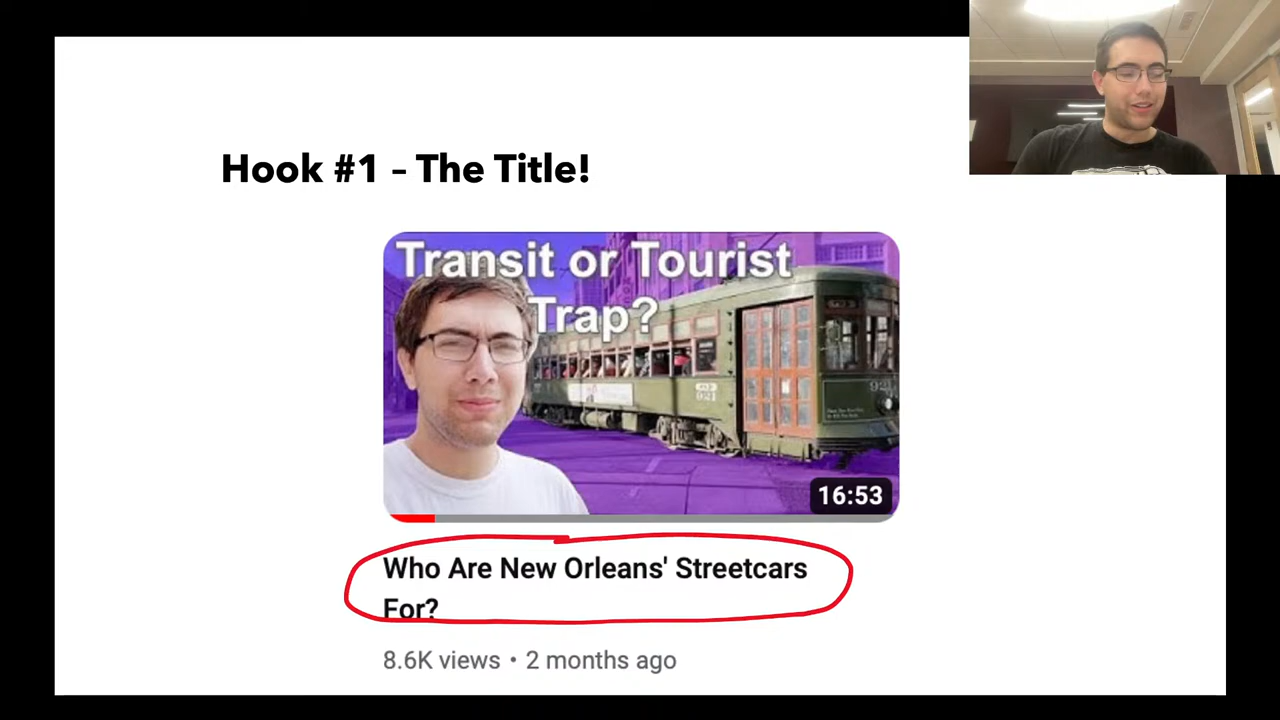 Hook #1 – The Title!
Transit or Tourist
Trap?
921
16:53
Who Are New Orleans' Streetcars
For?
8.6K views • 2 months ago